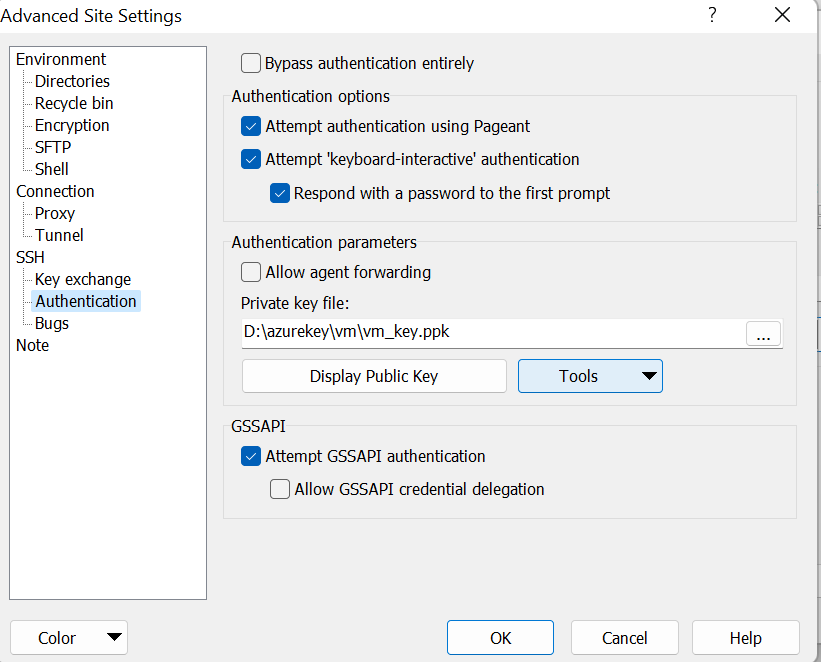 Advanced Site Settings
?
Environment
Directories
Recycle bin
Encryption
SFTP
Shell
Connection
Proxy
Tunnel
SSH
Key exchange
Authentication
Bugs
Note
Bypass authentication entirely
Authentication options
Attempt authentication using Pageant
Attempt 'keyboard-interactive' authentication
Respond with a password to the first prompt
Authentication parameters
Allow agent forwarding
Private key file:
D:\azurekey\vm\vm_key.ppk
...
Display Public Key
Tools
GSSAPI
Attempt GSSAPI authentication
Allow GSSAPI credential delegation
Color
OK
Cancel
Help